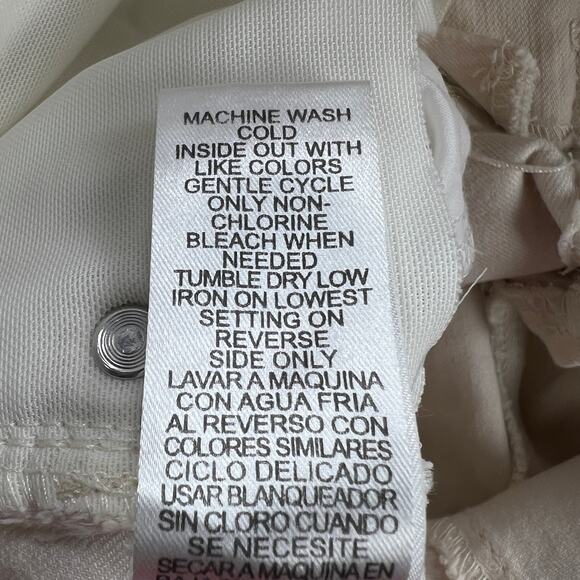 MACHINE WASH
COLD
INSIDE OUT WITH
LIKE COLORS
GENTLE CYCLE
ONLY NON-
CHLORINE
BLEACH WHEN
NEEDED
TUMBLE DRY LOW
IRON ON LOWEST
SETTING ON
REVERSE
SIDE ONLY
LAVAR A MAQUINA
CON AGUA FRIA
AL REVERSO CON
COLORES SIMILARES
CICLO DELICADO
USAR BLANQUEADOR
SIN CLORO CUANDO
SE NECESITE
SECAR A MAQUINA EN